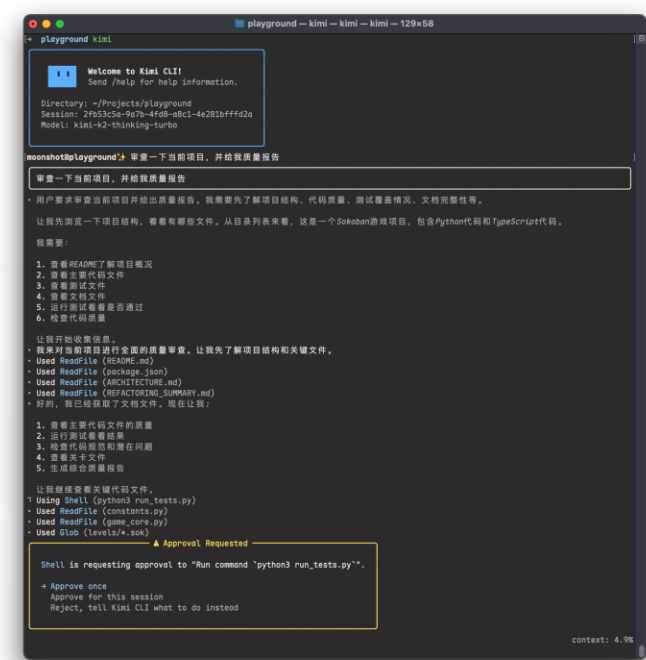 playground — kimi — kimi — kimi — 129×58
[→ playground kimi ]
Welcome to Kimi CLI!
Send /help for help information.
Directory: ~/Projects/playground
Session: 2fb53c5a-9a7b-4fd8-a8c1-4e281bfffd2a
Model: kimi-k2-thinking-turbo
[moonshot@playground✨ 审查一下当前项目，并给我质量报告 ]
审查一下当前项目，并给我质量报告
• 用户要求审查当前项目并给出质量报告。我需要先了解项目结构、代码质量、测试覆盖情况、文档完整性等。
让我先浏览一下项目结构，看看有哪些文件。从目录列表来看，这是一个Sokoban游戏项目，包含Python代码和TypeScript代码。
我需要：
1. 查看README了解项目概况
2. 查看主要代码文件
3. 查看测试文件
4. 查看文档文件
5. 运行测试看看是否通过
6. 检查代码质量
让我开始收集信息。
• 我来对当前项目进行全面的质量审查。让我先了解项目结构和关键文件。
• Used ReadFile (README.md)
• Used ReadFile (package.json)
• Used ReadFile (ARCHITECTURE.md)
• Used ReadFile (REFACTORING_SUMMARY.md)
• 好的，我已经获取了文档文件。现在让我：
1. 查看主要代码文件的质量
2. 运行测试看看结果
3. 检查代码规范和潜在问题
4. 查看关卡文件
5. 生成综合质量报告
让我继续查看关键代码文件。
Using Shell (python3 run_tests.py)
• Used ReadFile (constants.py)
• Used ReadFile (game_core.py)
• Used Glob (levels/*.sok)
⚠ Approval Requested
Shell is requesting approval to "Run command `python3 run_tests.py`".
→ Approve once
Approve for this session
Reject, tell Kimi CLI what to do instead
context: 4.9%